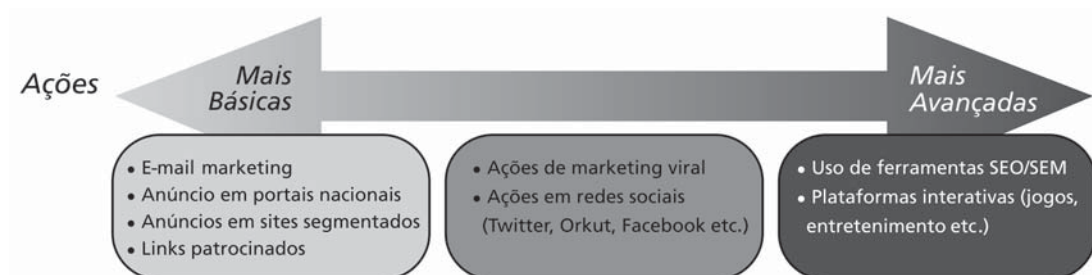 Ações
Mais
Básicas
Mais
Avançadas
• E-mail marketing
• Anúncio em portais nacionais
• Anúncios em sites segmentados
• Links patrocinados
• Ações de marketing viral
• Ações em redes sociais
(Twitter, Orkut, Facebook etc.)
• Uso de ferramentas SEO/SEM
• Plataformas interativas (jogos,
entretenimento etc.)